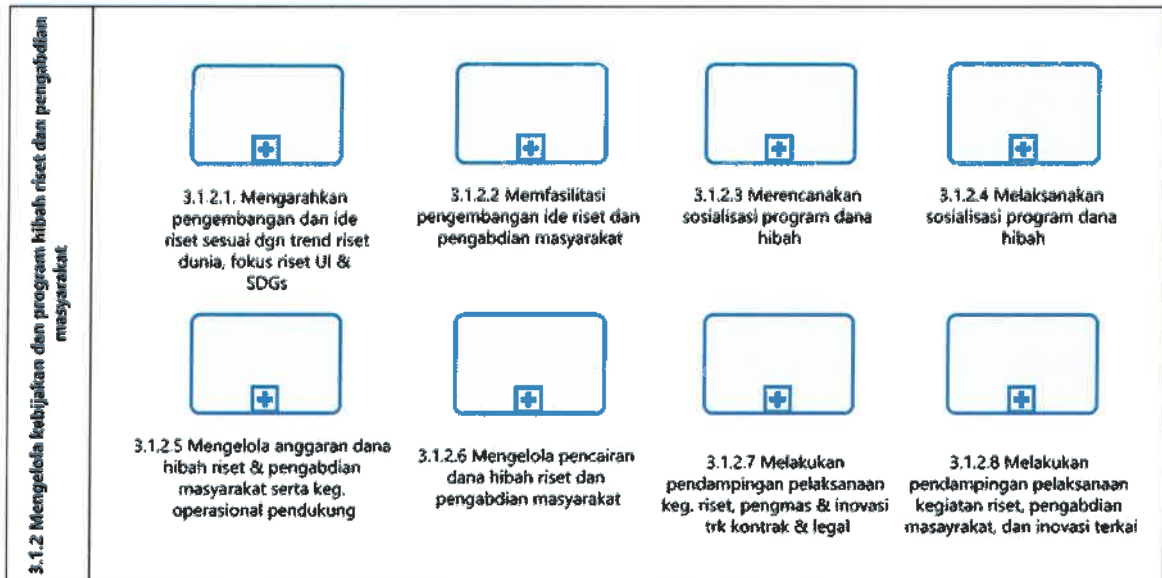 3.1.2 Mengelola kebijakan dan program hibah riset dan pengabdian
masyarakat
3.1.2.1. Mengarahkan
pengembangan dan ide
riset sesuai dgn trend riset
dunia, fokus riset UI &
SDGs
3.1.2.2 Memfasilitasi
pengembangan ide riset dan
pengabdian masyarakat
3.1.2.3 Merencanakan
sosialisasi program dana
hibah
3.1.2.4 Melaksanakan
sosialisasi program dana
hibah
3.1.2.5 Mengelola anggaran dana
hibah riset & pengabdian
masyarakat serta keg.
operasional pendukung
3.1.2.6 Mengelola pencairan
dana hibah riset dan
pengabdian masyarakat
3.1.2.7 Melakukan
pendampingan pelaksanaan
keg. riset, pengmas & inovasi
trk kontrak & legal
3.1.2.8 Melakukan
pendampingan pelaksanaan
kegiatan riset, pengabdian
masayrakat, dan inovasi terkai